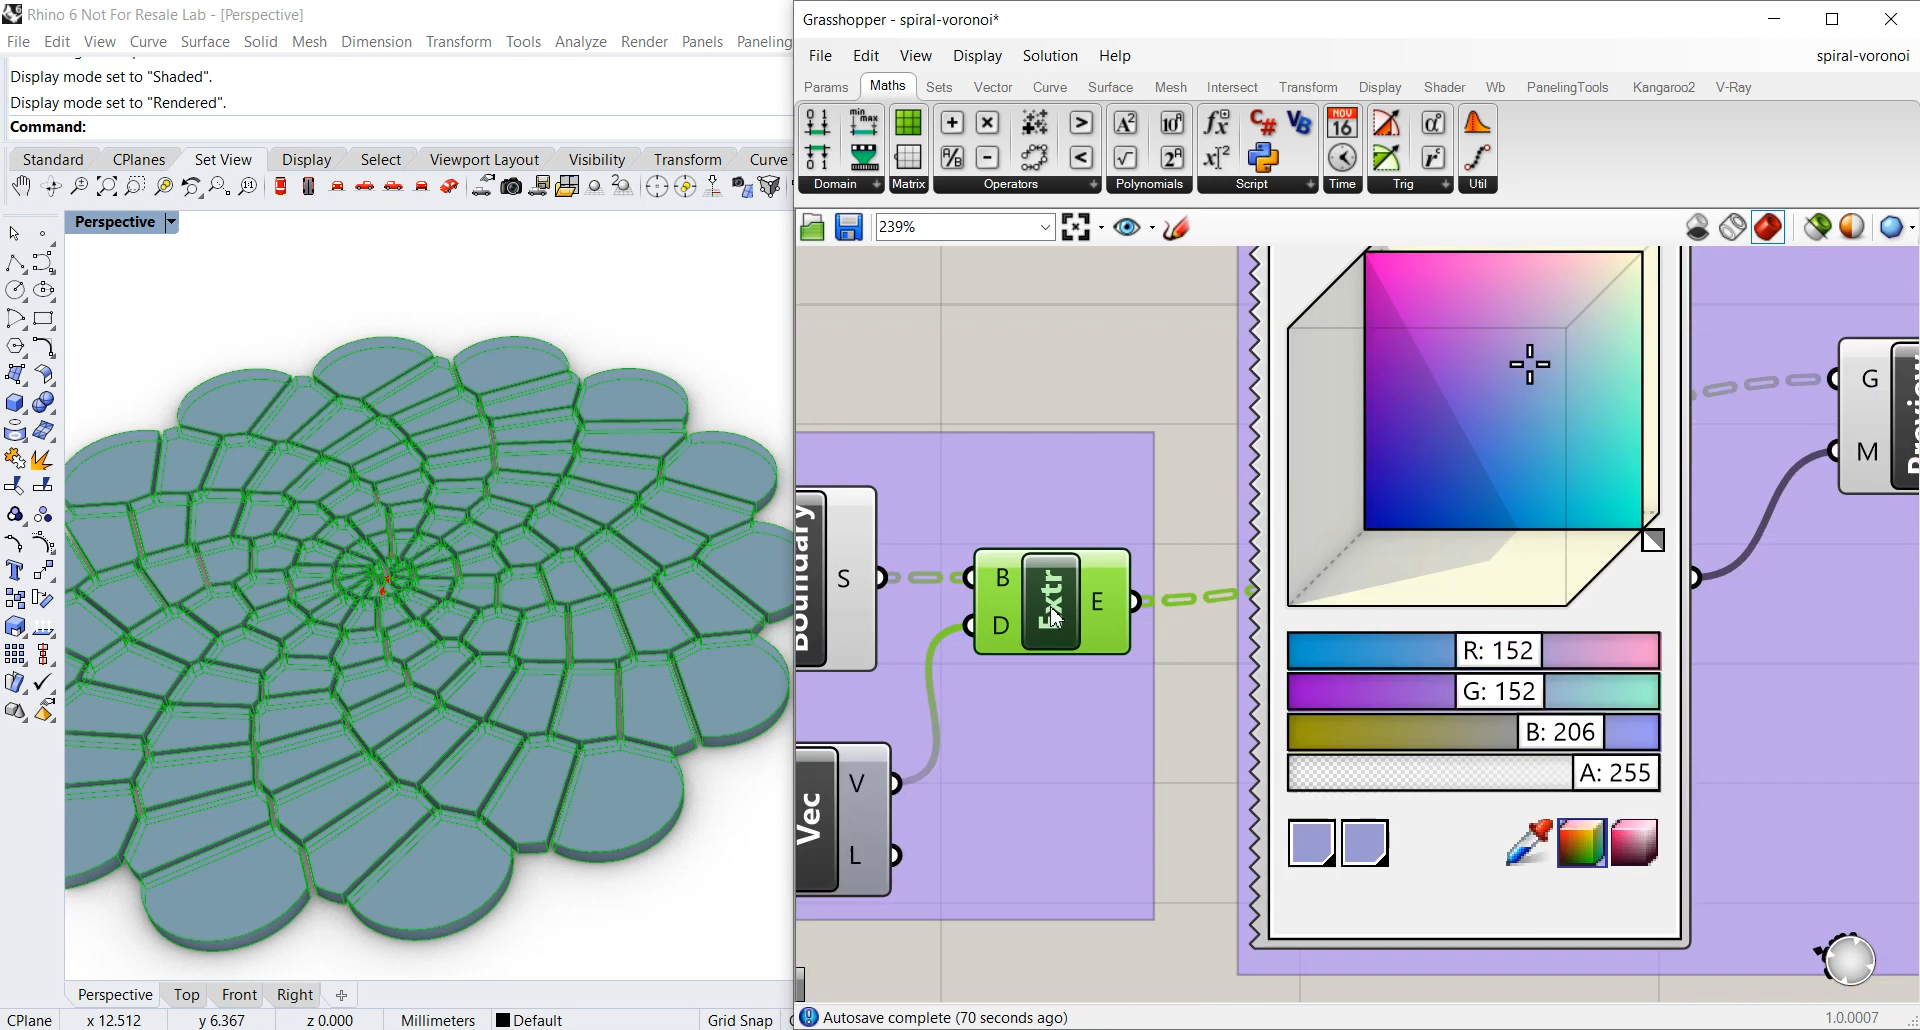 Rhino 6 Not For Resale Lab - [Perspective]
File Edit View Curve Surface Solid Mesh Dimension Transform Tools Analyze Render Panels Paneling
Display mode set to "Shaded".
Display mode set to "Rendered".
Command:
Standard CPlanes Set View Display Select Viewport Layout Visibility Transform Curve
Perspective
Perspective Top Front Right
CPlane x 12.512 y 6.367 z 0.000 Millimeters Default Grid Snap
Grasshopper - spiral-voronoi*
File Edit View Display Solution Help spiral-voronoi
Params Maths Sets Vector Curve Surface Mesh Intersect Transform Display Shader Wb PanelingTools Kangaroo2 V-Ray
Domain Matrix Operators Polynomials Script Time Trig Util
NOV
16
239%
Boundary
S
B
D
Extr
E
Vec
V
L
R: 152
G: 152
B: 206
A: 255
G
M
Preview
Autosave complete (70 seconds ago) 1.0.0007